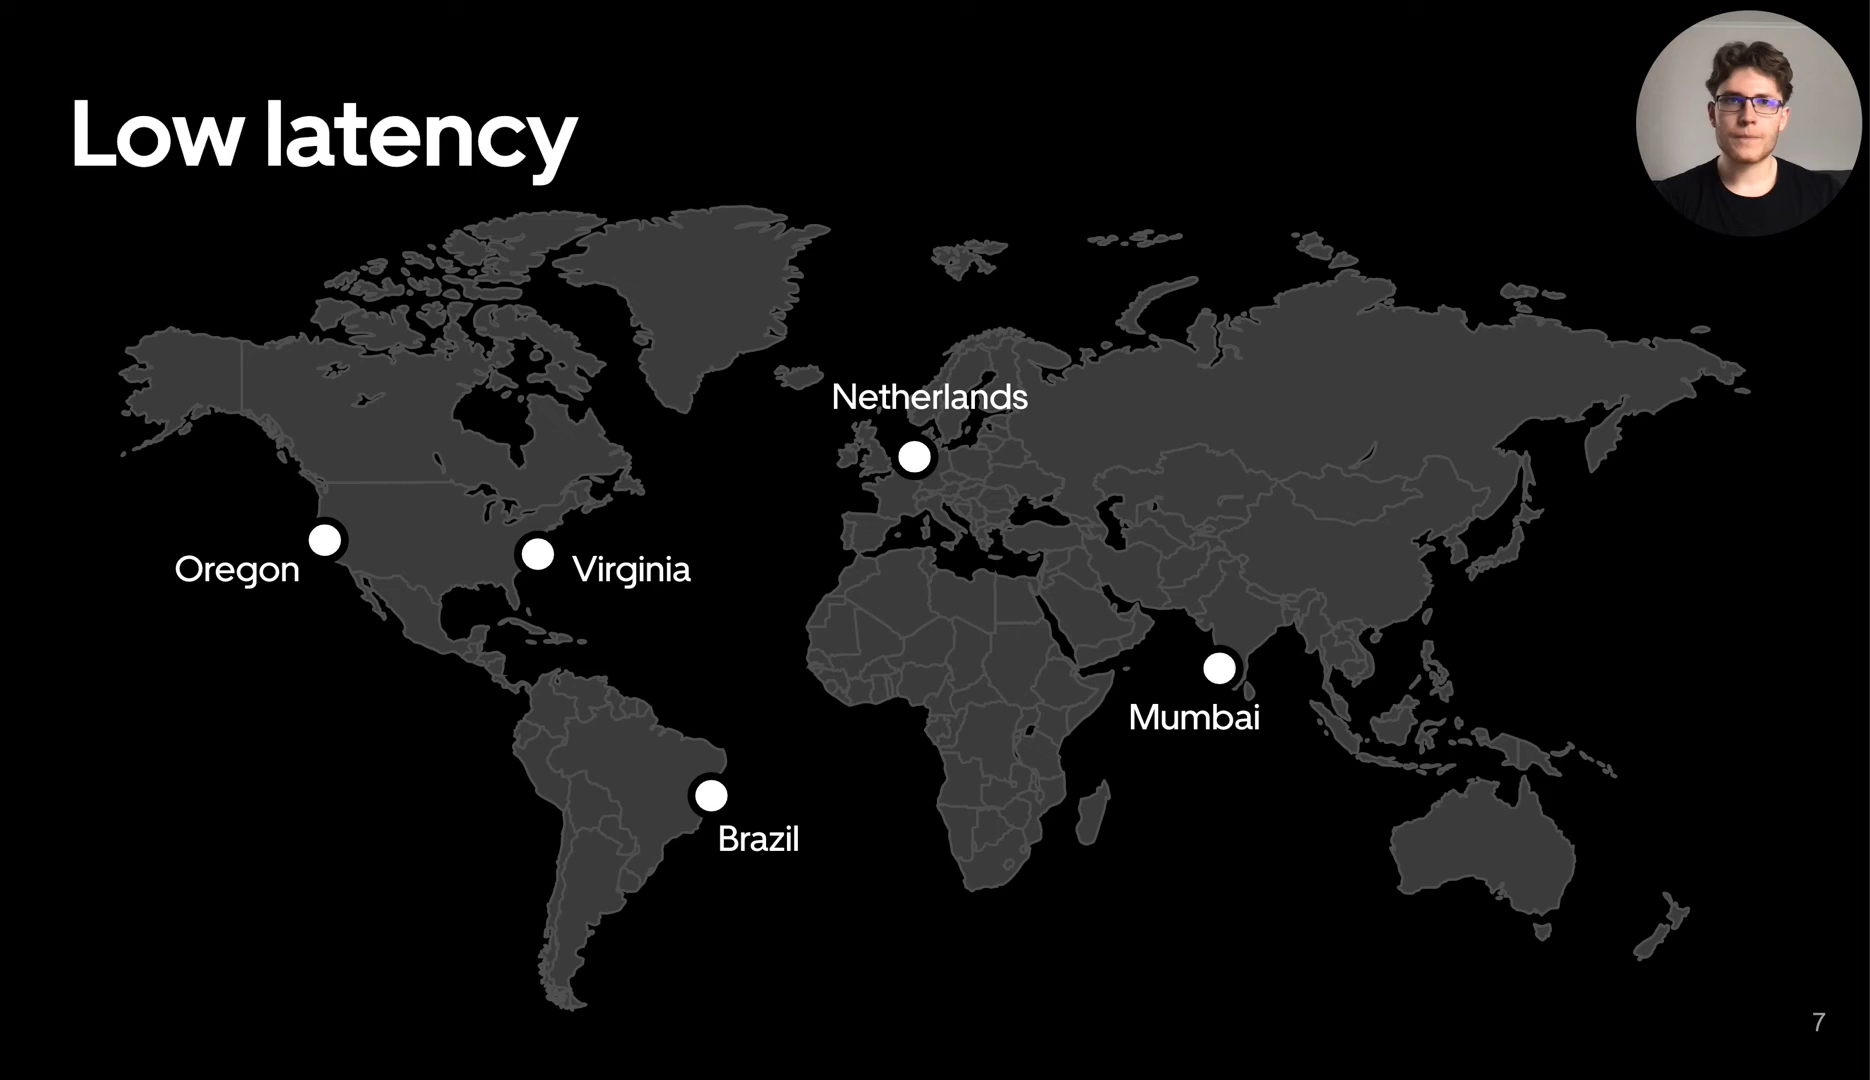 Low latency
Netherlands
Oregon
Virginia
Mumbai
Brazil
7